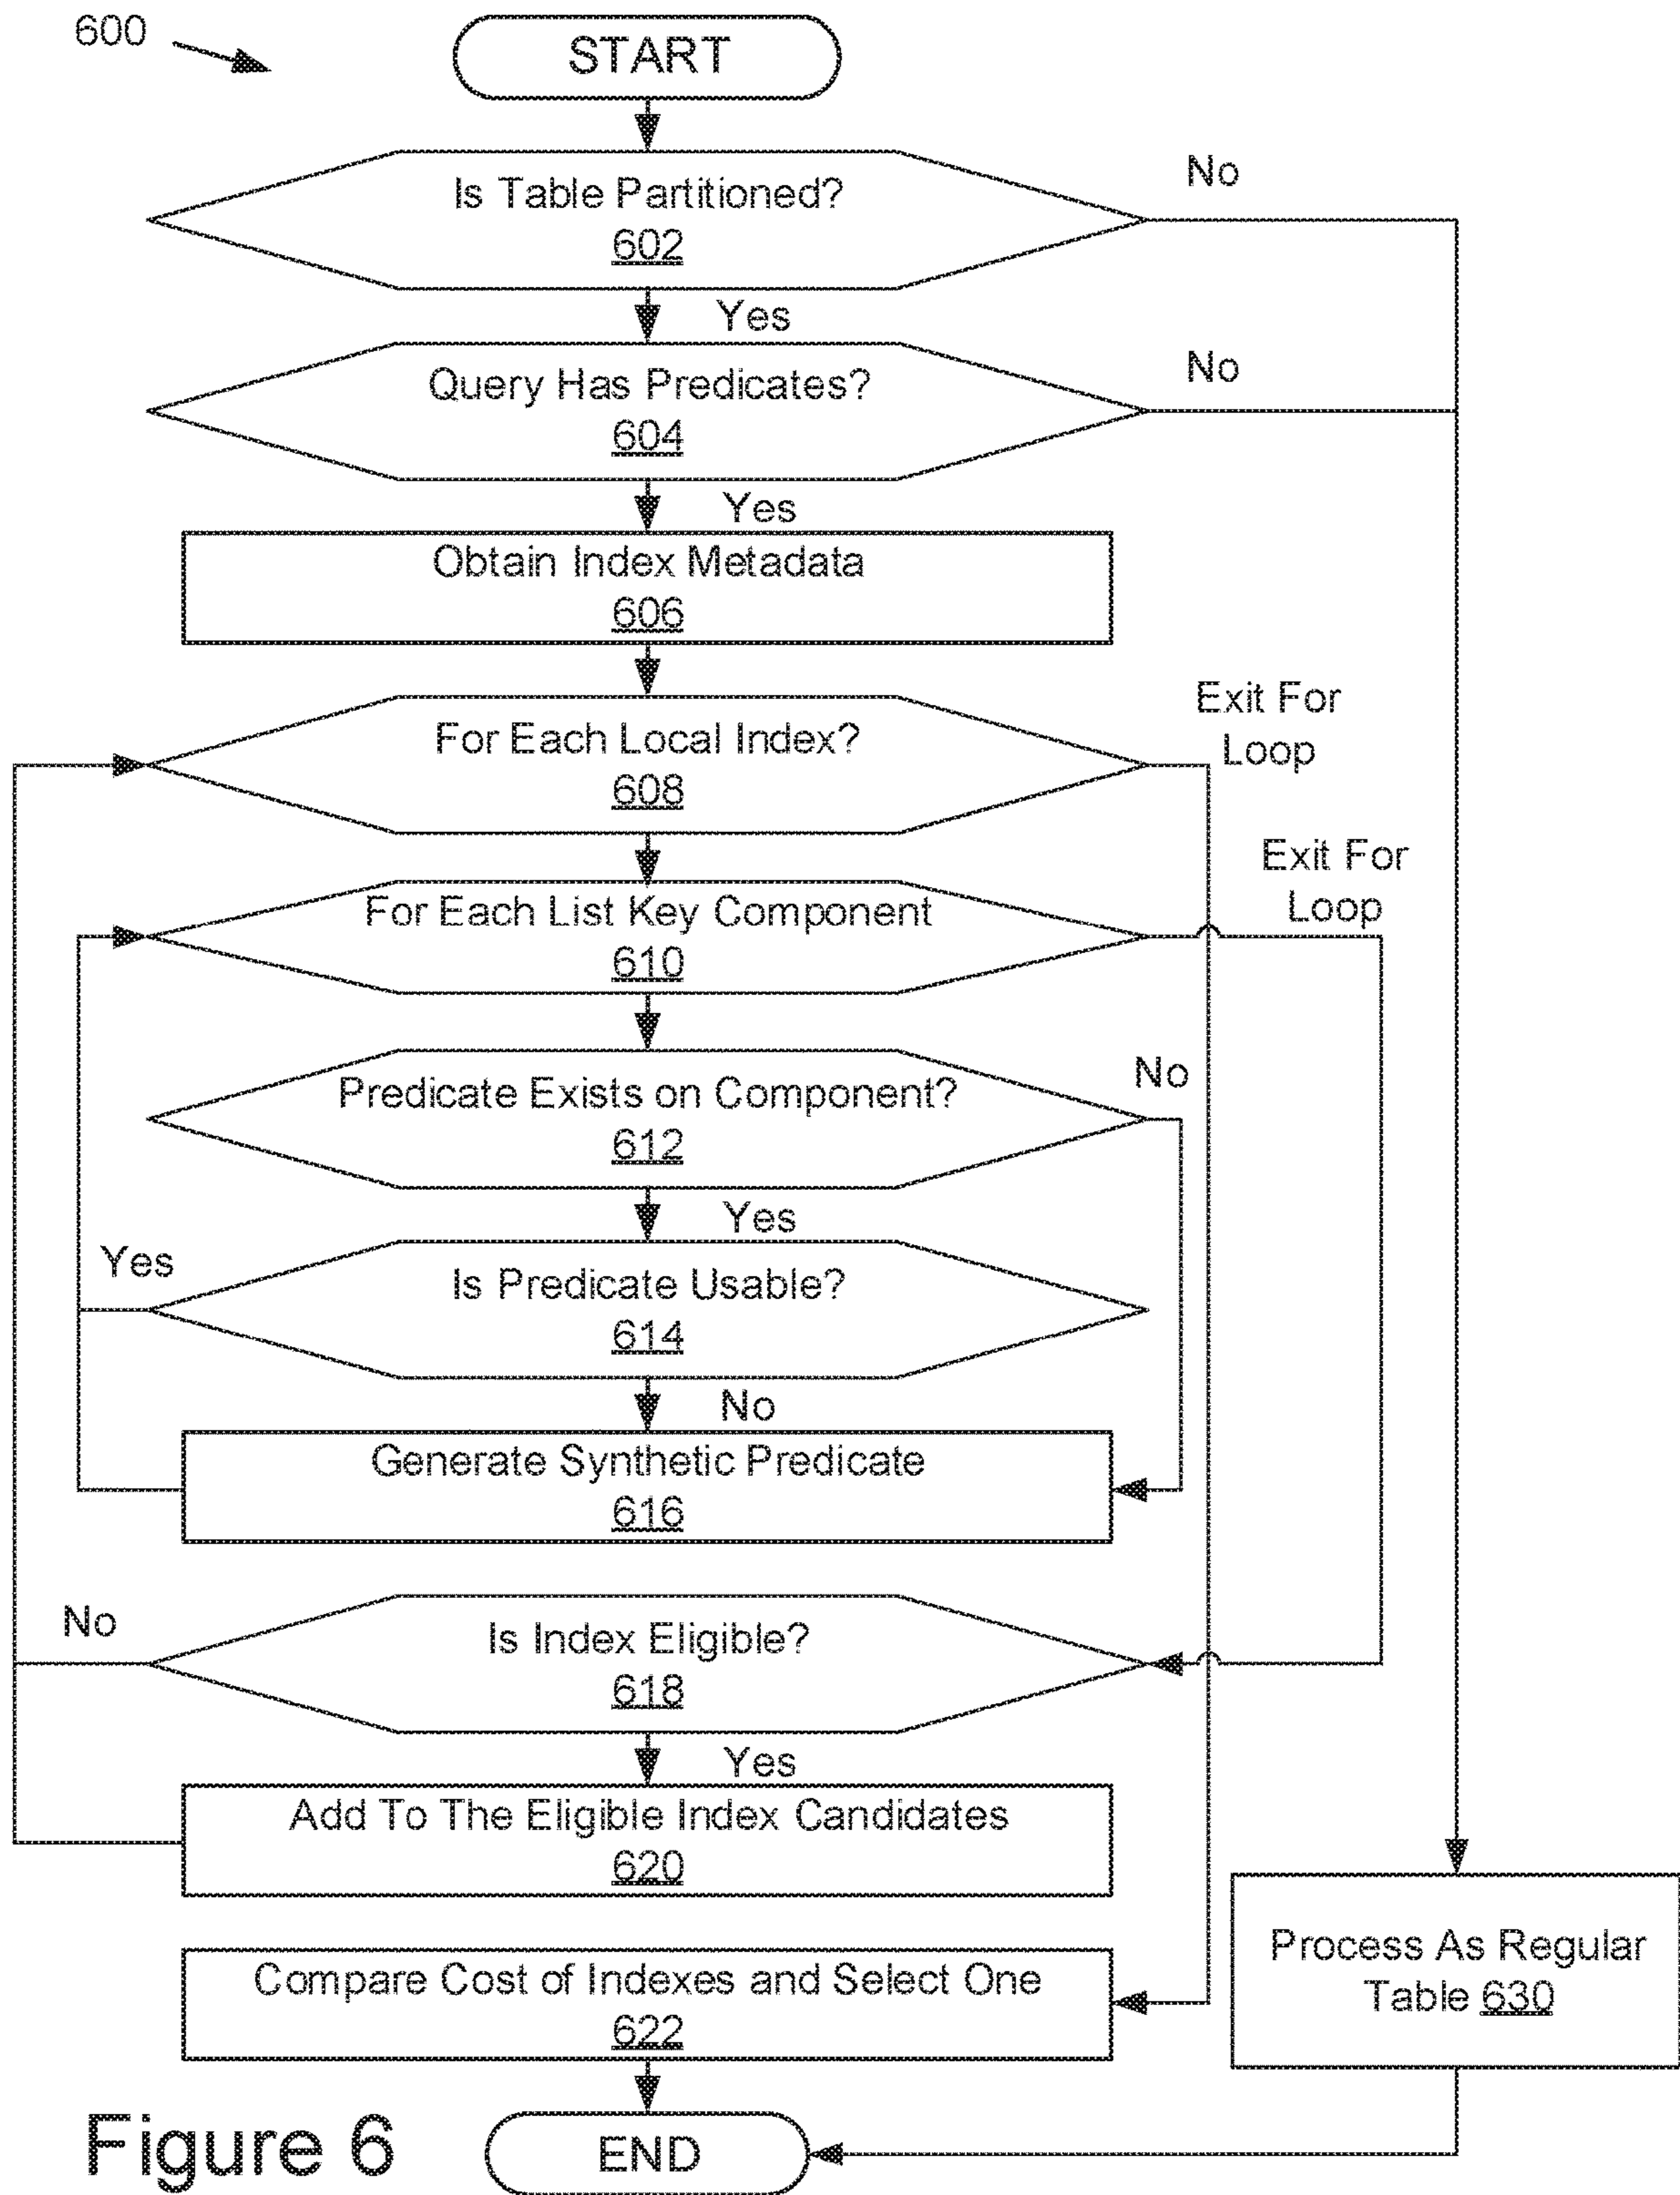 600
START
Is Table Partitioned?
602
No
Yes
Query Has Predicates?
604
No
Yes
Obtain Index Metadata
606
For Each Local Index?
608
Exit For
Loop
For Each List Key Component
610
Exit For
Loop
Predicate Exists on Component?
612
No
Yes
Is Predicate Usable?
614
Yes
No
Generate Synthetic Predicate
616
Is Index Eligible?
618
No
Yes
Add To The Eligible Index Candidates
620
Compare Cost of Indexes and Select One
622
Process As Regular
Table 630
END
Figure 6